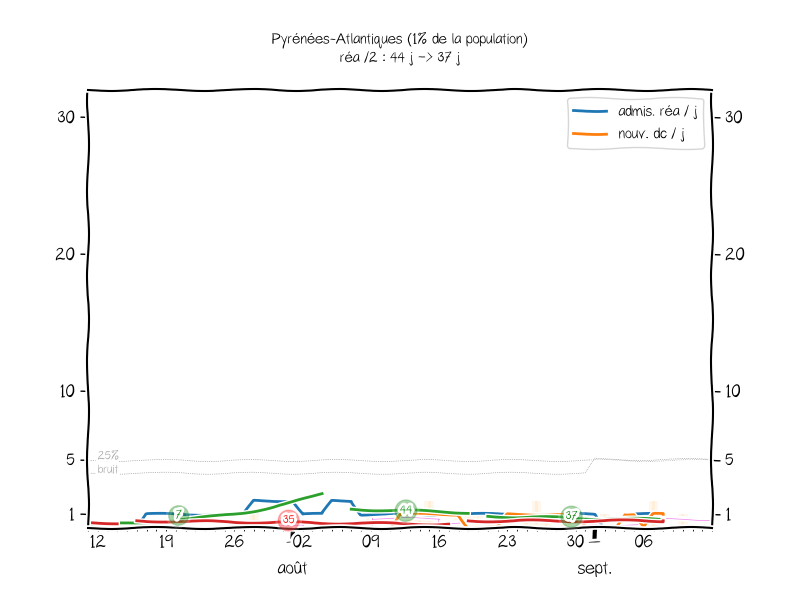 Pyrénées-Atlantiques (1% de la population)
réa /2 : 44 j -> 37 j
admis. réa / j
nouv. dc / j
30 30
20 20
10 10
25%
5 5
bruit
1 1
7 35 44 37
12 19 26 02 09 16 23 30 06
août sept.